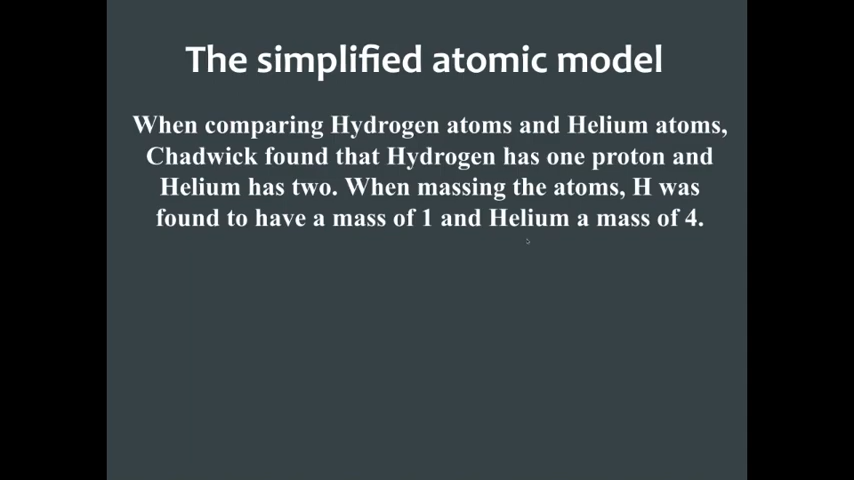 The simplified atomic model
When comparing Hydrogen atoms and Helium atoms,
Chadwick found that Hydrogen has one proton and
Helium has two. When massing the atoms, H was
found to have a mass of 1 and Helium a mass of 4.